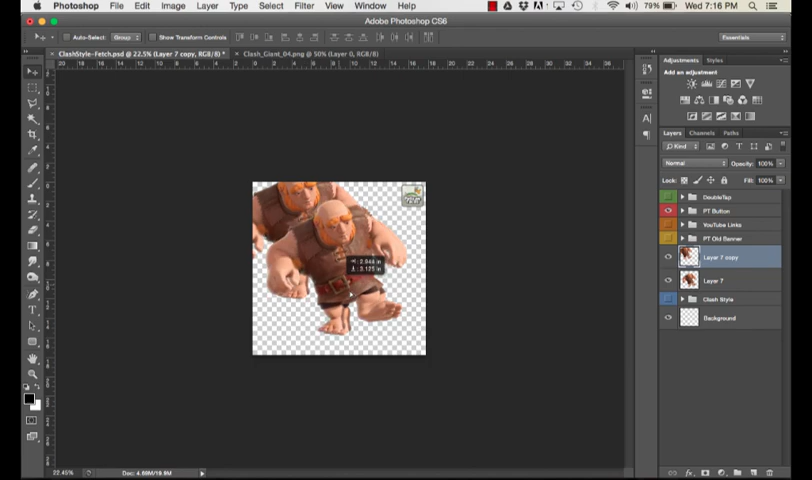 Photoshop File Edit Image Layer Type Select Filter View Window Help 79% Wed 7:16 PM
Adobe Photoshop CS6
Auto-Select: Group Show Transform Controls Essentials
ClashStyle-Fetch.psd @ 22.5% (Layer 7 copy, RGB/8) * Clash_Giant_04.png @ 50% (Layer 0, RGB/8)
Adjustments Styles
Add an adjustment
Layers Channels Paths
Kind
Normal Opacity: 100%
Lock: Fill: 100%
DoubleTap
PT Button
YouTube Links
PT Old Banner
Layer 7 copy
Layer 7
Clash Style
Background
22.45% Doc: 4.69M/19.9M